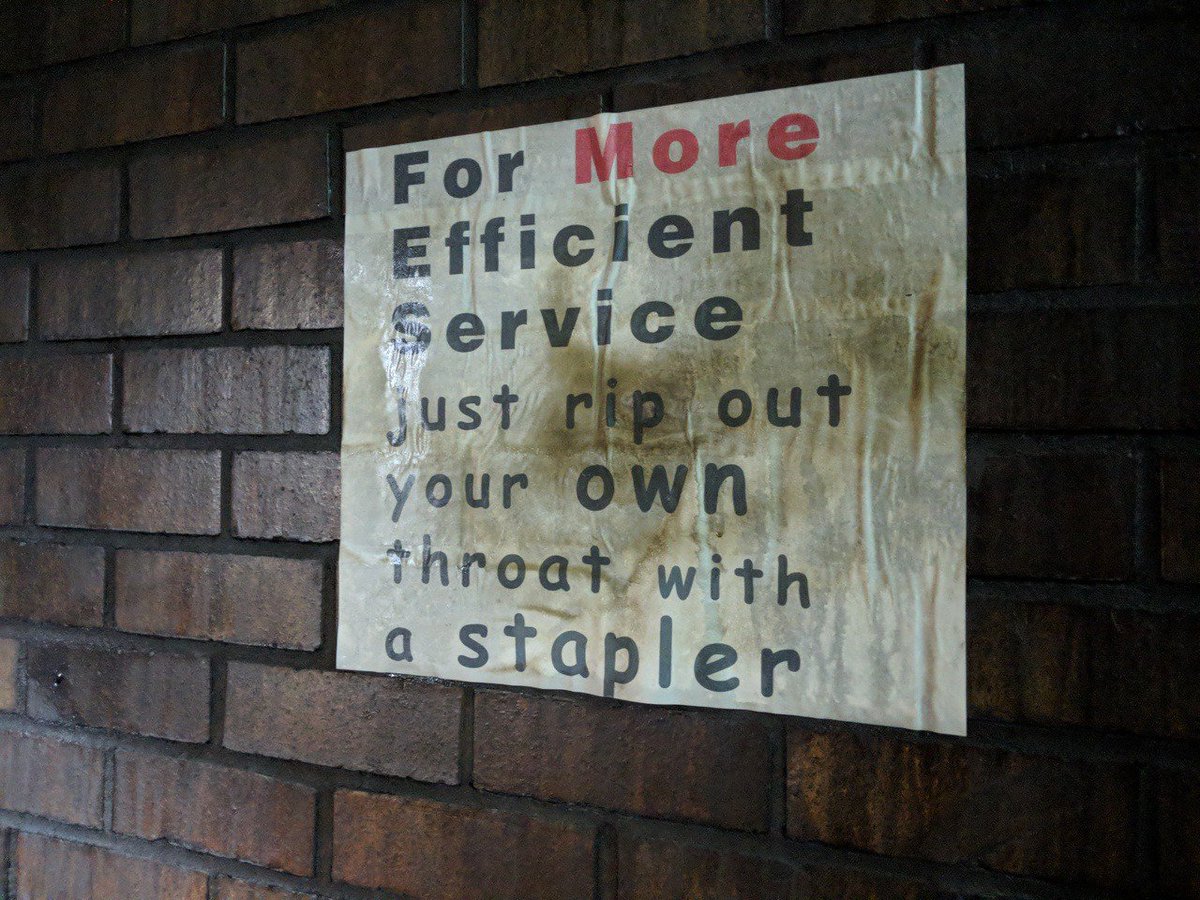 For More
Efficient
Service
just rip out
your own
throat with
a stapler